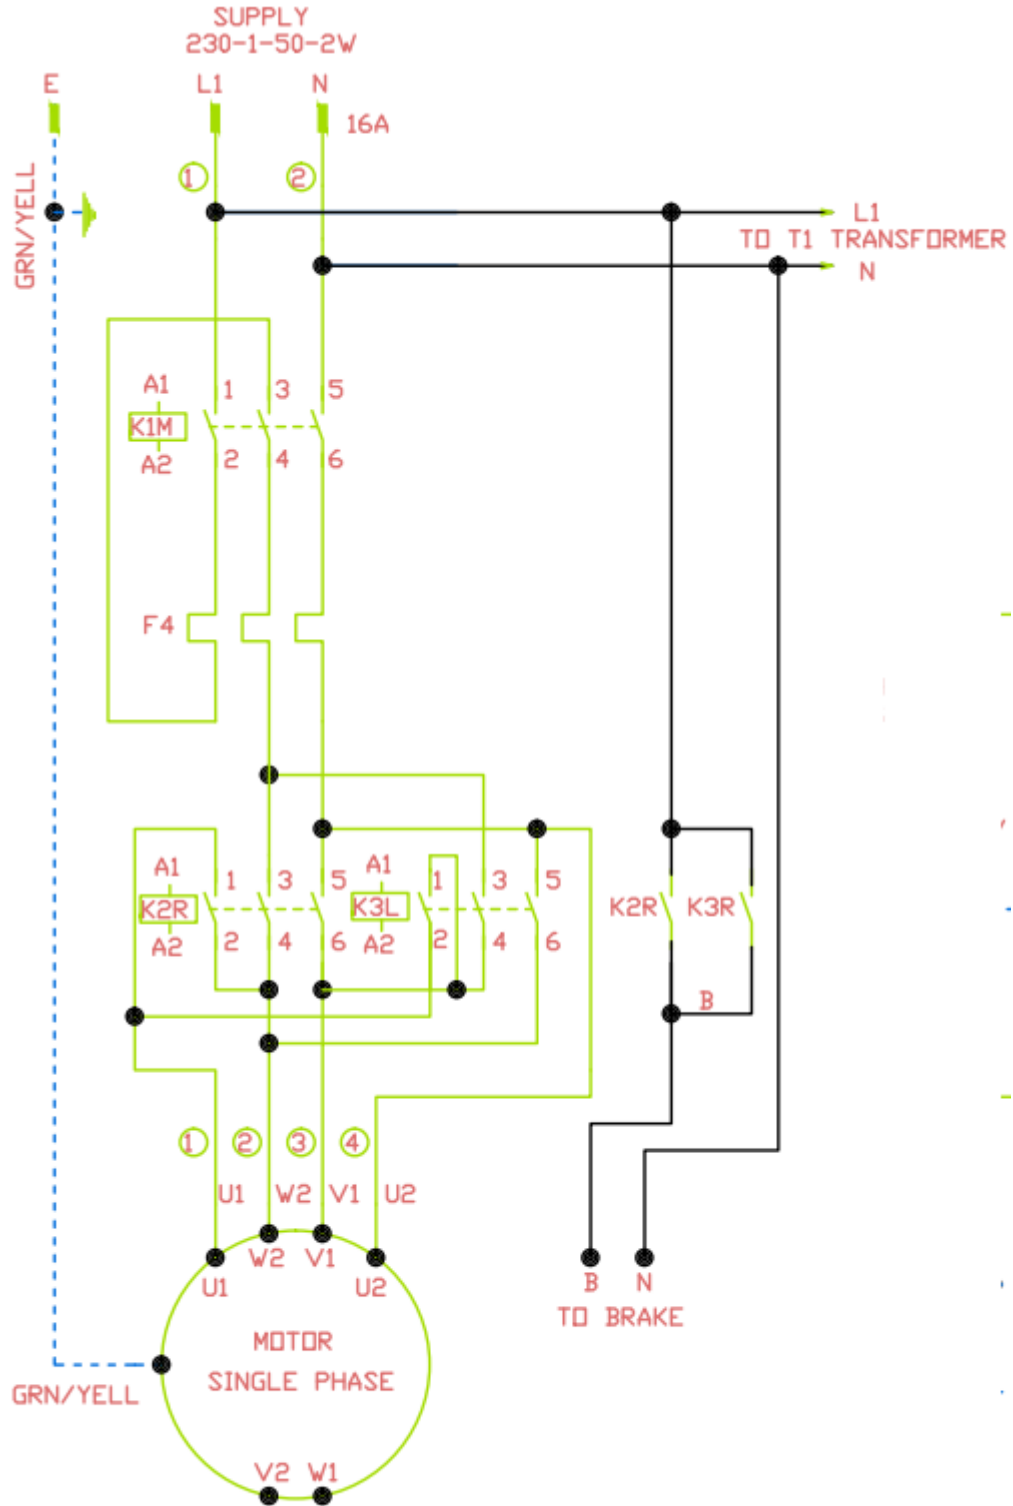 SUPPLY
230-1-50-2W
E L1 N
16A
1 2
GRN/YELL
L1
TO T1 TRANSFORMER
N
A1 1 3 5
K1M
A2 2 4 6
F4
A1 1 3 5 A1 1 3 5
K2R K3L K2R K3R
A2 2 4 6 A2 2 4 6
B
1 2 3 4
U1 W2 V1 U2
W2 V1
U1 U2
B N
TO BRAKE
MOTOR
SINGLE PHASE
GRN/YELL
V2 W1